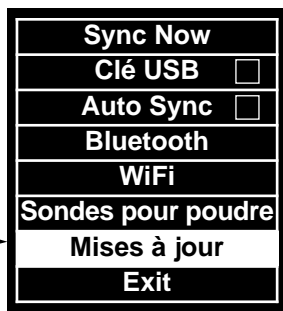 Sync Now
Clé USB
Auto Sync
Bluetooth
WiFi
Sondes pour poudre
Mises à jour
Exit